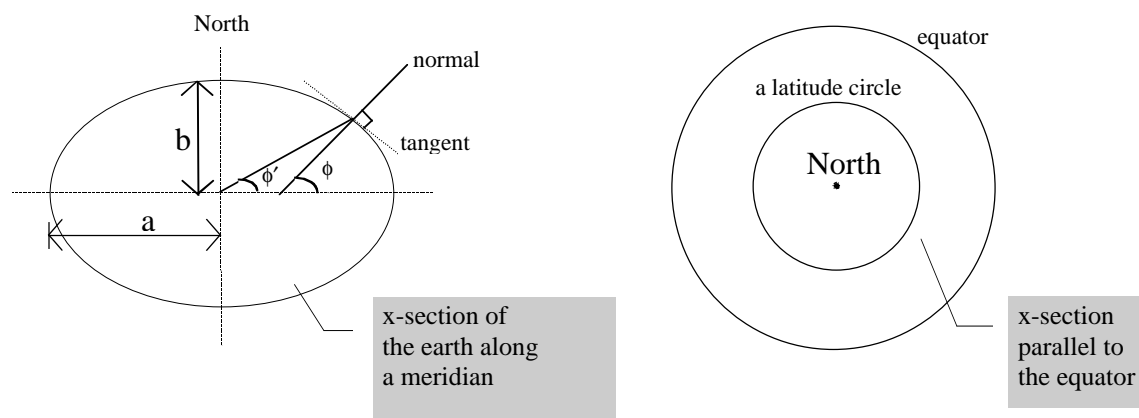 North
normal
b
tangent
ϕ′
ϕ
a
x-section of
the earth along
a meridian
equator
a latitude circle
North
x-section
parallel to
the equator